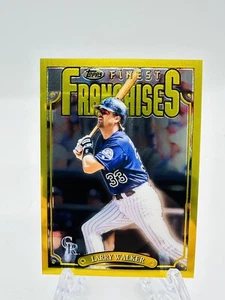 Topps FINEST
FRANCHISES
33
CR
LARRY WALKER